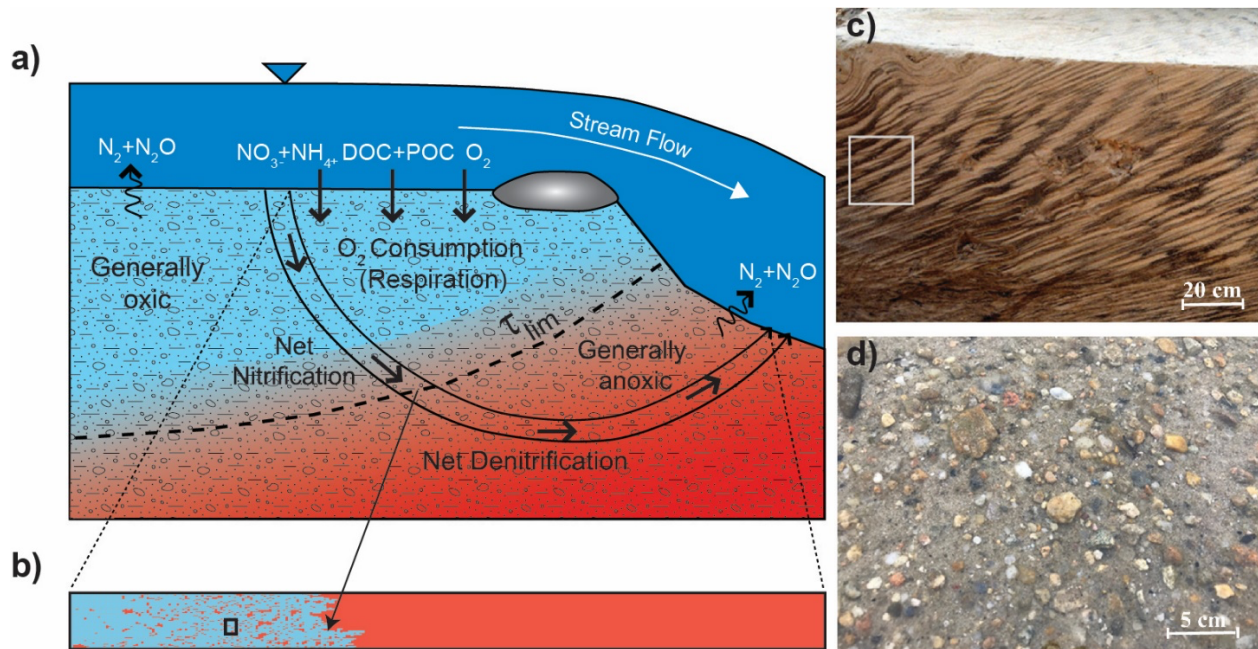 a)
N₂+N₂O
NO₃-+NH₄+ DOC+POC O₂
Stream Flow
O₂ Consumption
(Respiration)
Generally
oxic
N₂+N₂O
τlim
Net
Nitrification
Generally
anoxic
Net Denitrification
b)
c)
20 cm
d)
5 cm